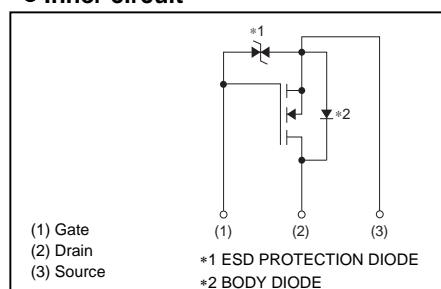 Inner circuit
∗1
∗2
(1) Gate
(2) Drain
(3) Source
(1) (2) (3)
∗1 ESD PROTECTION DIODE
∗2 BODY DIODE